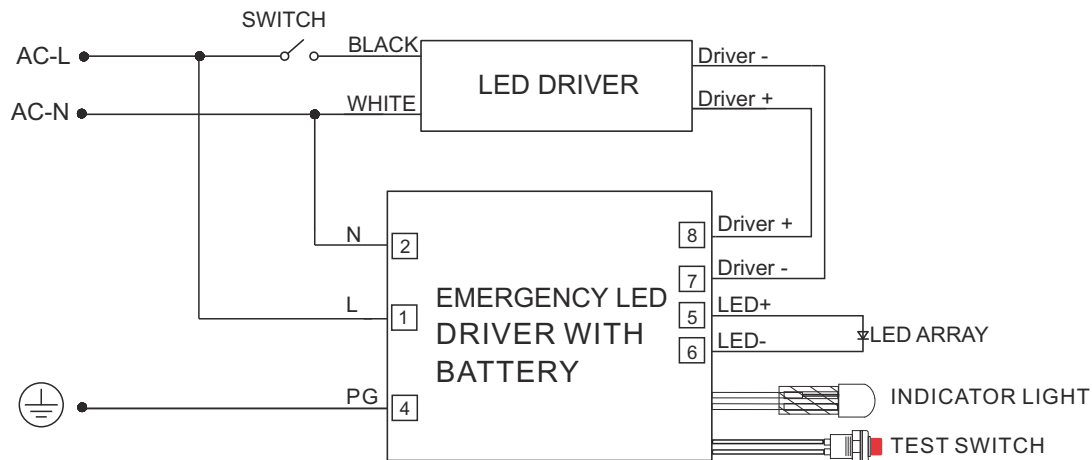 SWITCH
AC-L
BLACK
LED DRIVER
Driver -
AC-N
WHITE
Driver +
N
2
8
Driver +
7
Driver -
L
1
EMERGENCY LED
DRIVER WITH
BATTERY
5
LED+
6
LED-
LED ARRAY
PG
4
INDICATOR LIGHT
TEST SWITCH